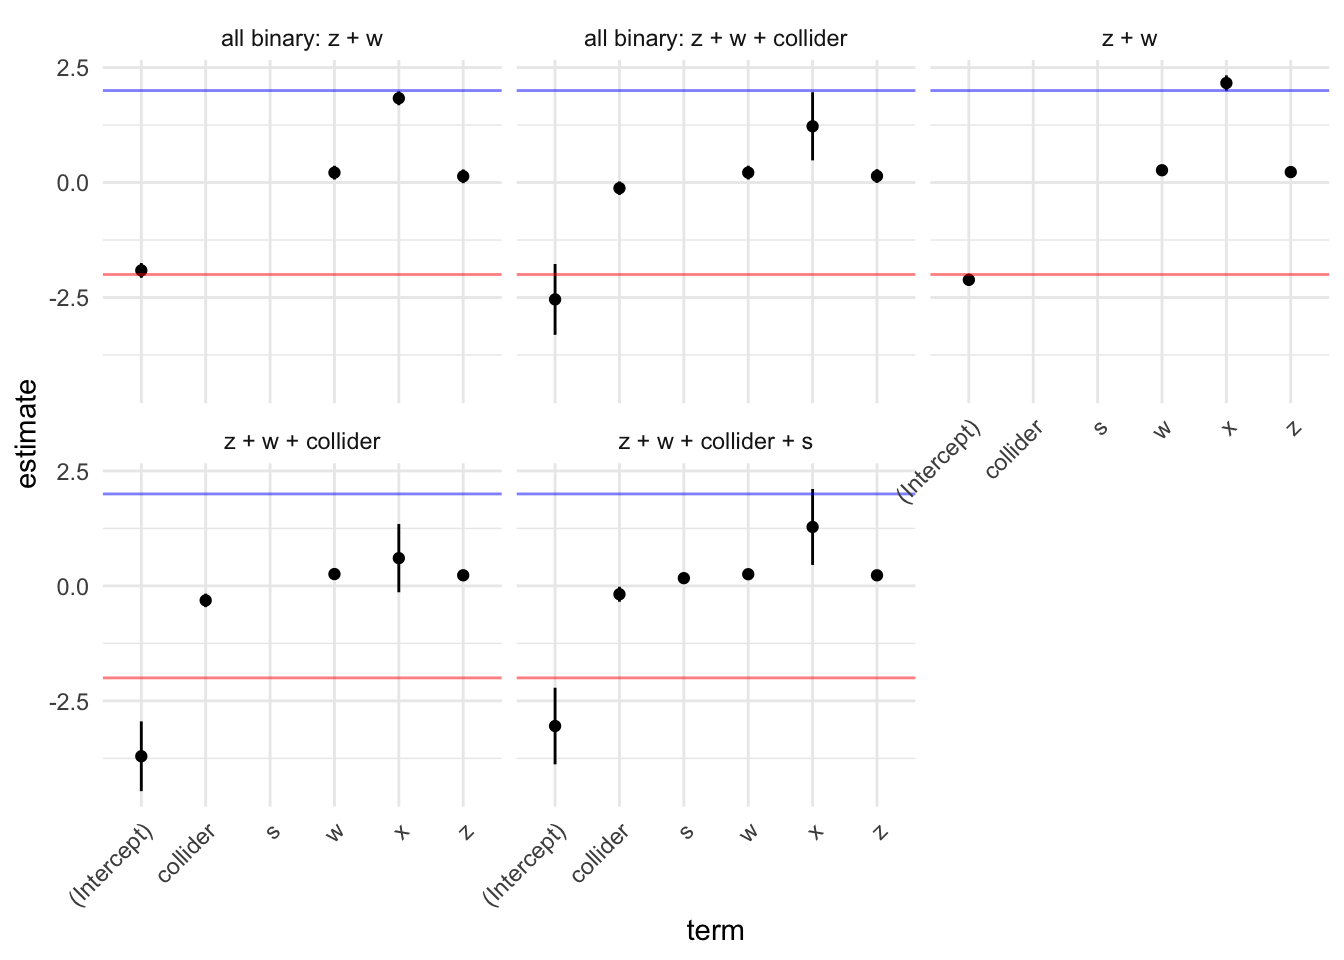 all binary: z + w
all binary: z + w + collider
z + w
2.5
0.0
-2.5
(Intercept)
collider
s
w
x
z
z + w + collider
z + w + collider + s
2.5
0.0
-2.5
(Intercept)
collider
s
w
x
z
(Intercept)
collider
s
w
x
z
estimate
term